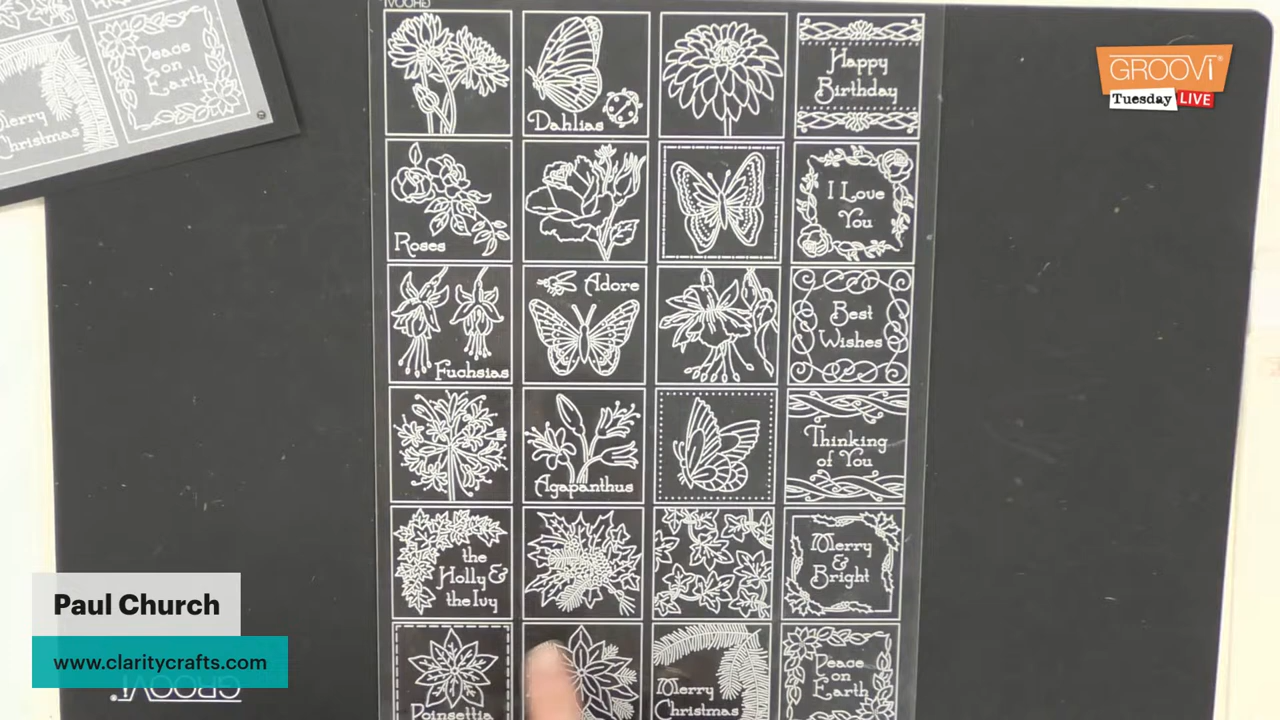 Peace
on
Earth
Merry
Christmas
GROOVI
Happy
Birthday
Dahlias
I Love
You
Roses
Adore
Best
Wishes
Fuchsias
Thinking
of You
Agapanthus
the
Holly &
the Ivy
Merry
&
Bright
Poinsettia
Merry
Christmas
Peace
on
Earth
GROOVI®
Tuesday LIVE
Paul Church
www.claritycrafts.com
GROOVI®